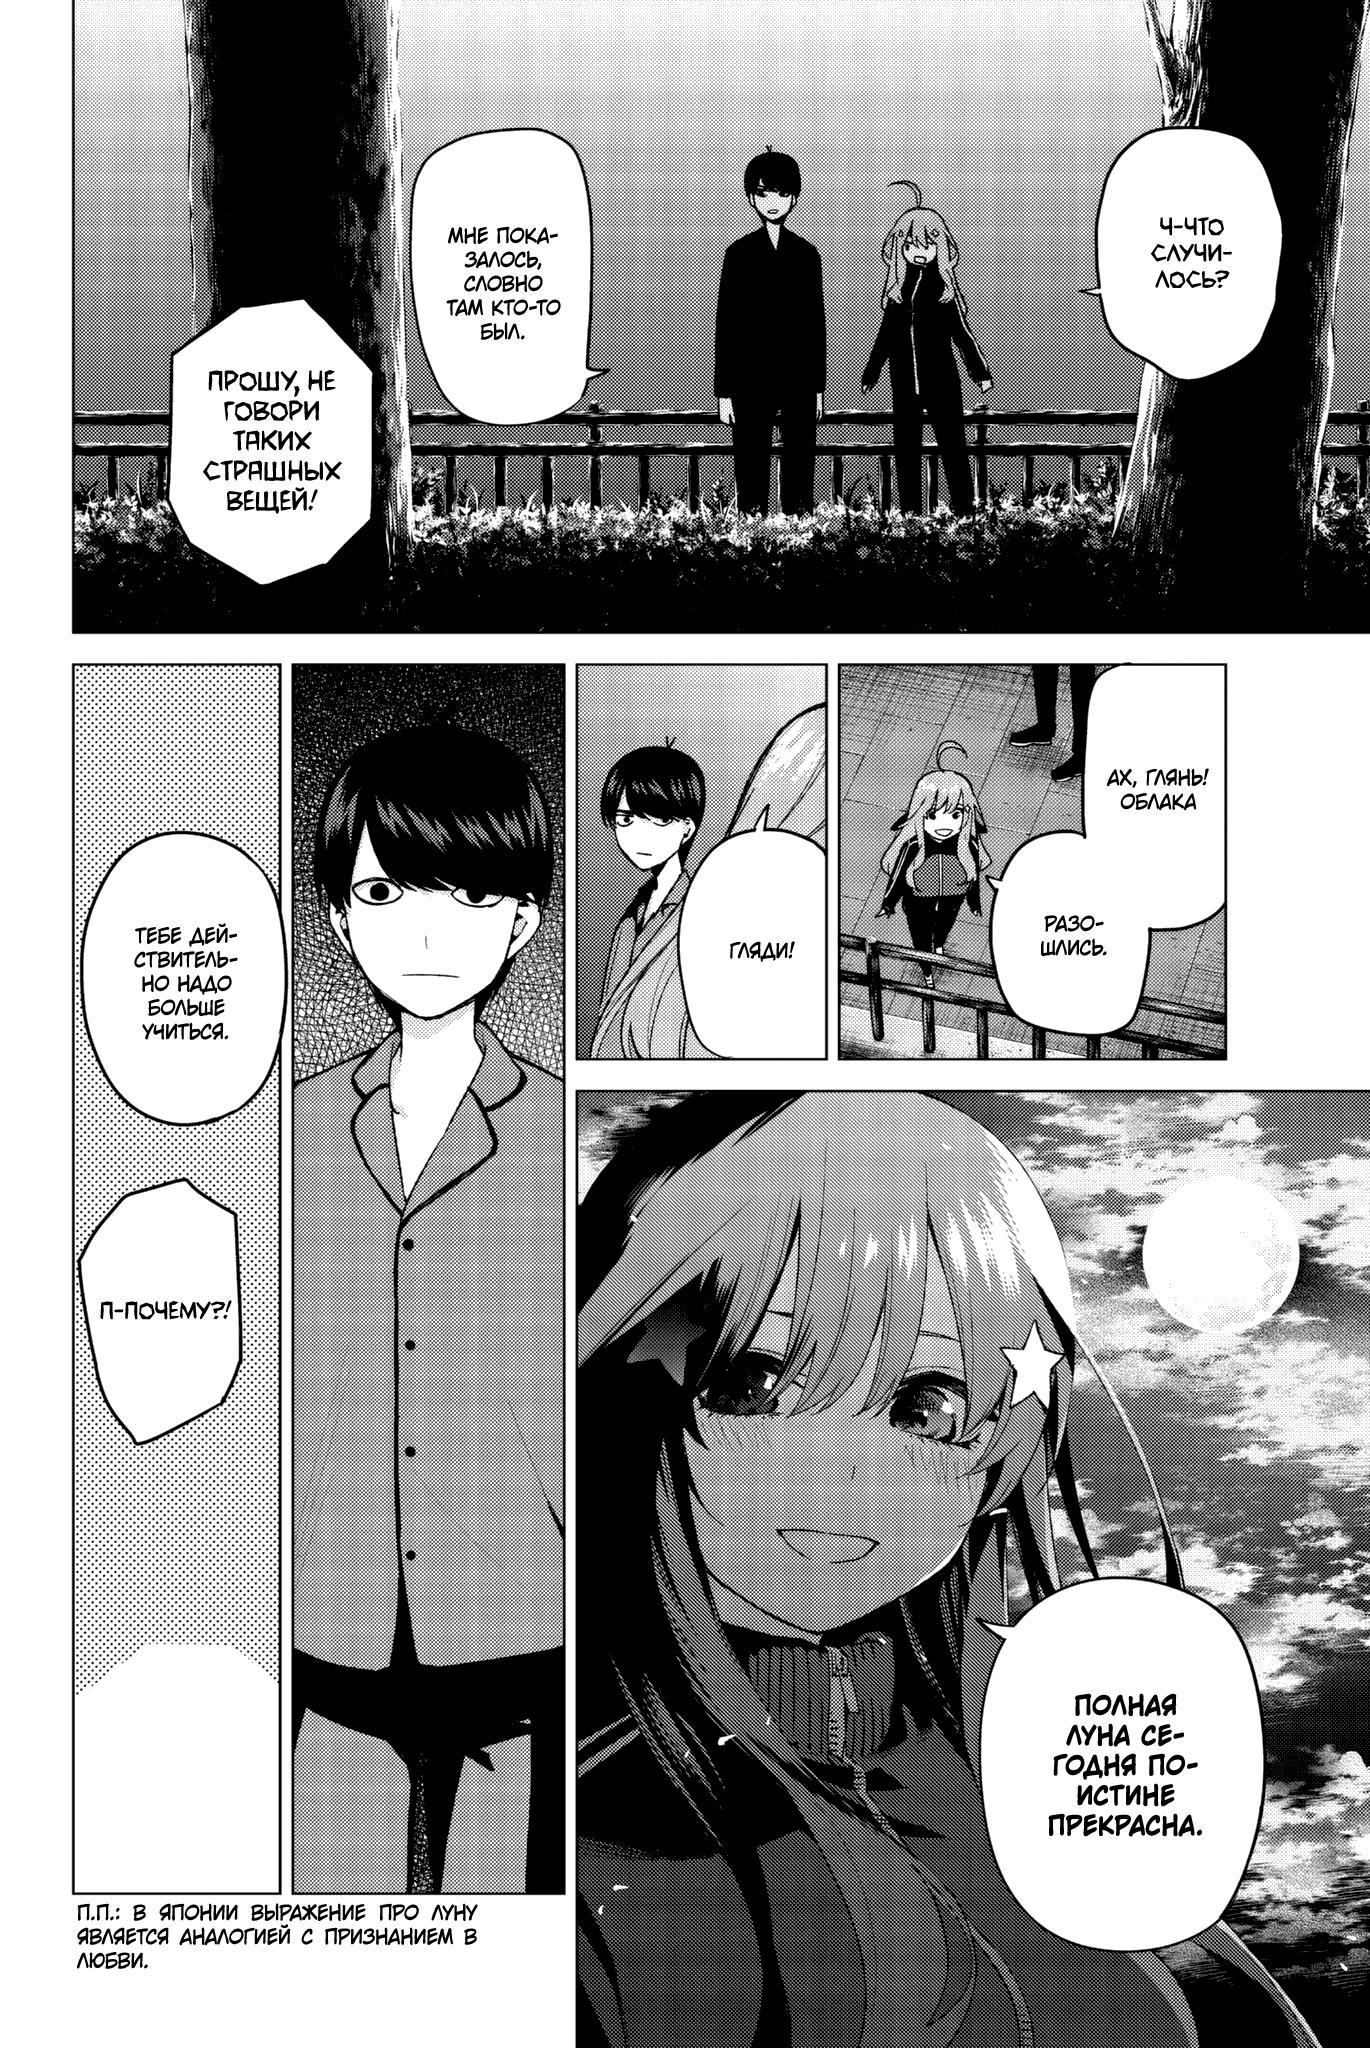 Ч-ЧТО
СЛУЧИ-
ЛОСЬ?
МНЕ ПОКА-
ЗАЛОСЬ,
СЛОВНО
ТАМ КТО-ТО
БЫЛ.
ПРОШУ, НЕ
ГОВОРИ
ТАКИХ
СТРАШНЫХ
ВЕЩЕЙ!
АХ, ГЛЯНЬ!
ОБЛАКА
РАЗО-
ШЛИСЬ.
ГЛЯДИ!
ПОЛНАЯ
ЛУНА СЕ-
ГОДНЯ ПО-
ИСТИНЕ
ПРЕКРАСНА.
ТЕБЕ ДЕЙ-
СТВИТЕЛЬ-
НО НАДО
БОЛЬШЕ
УЧИТЬСЯ.
П-ПОЧЕМУ?!
П.П.: В ЯПОНИИ ВЫРАЖЕНИЕ ПРО ЛУНУ
ЯВЛЯЕТСЯ АНАЛОГИЕЙ С ПРИЗНАНИЕМ В
ЛЮБВИ.